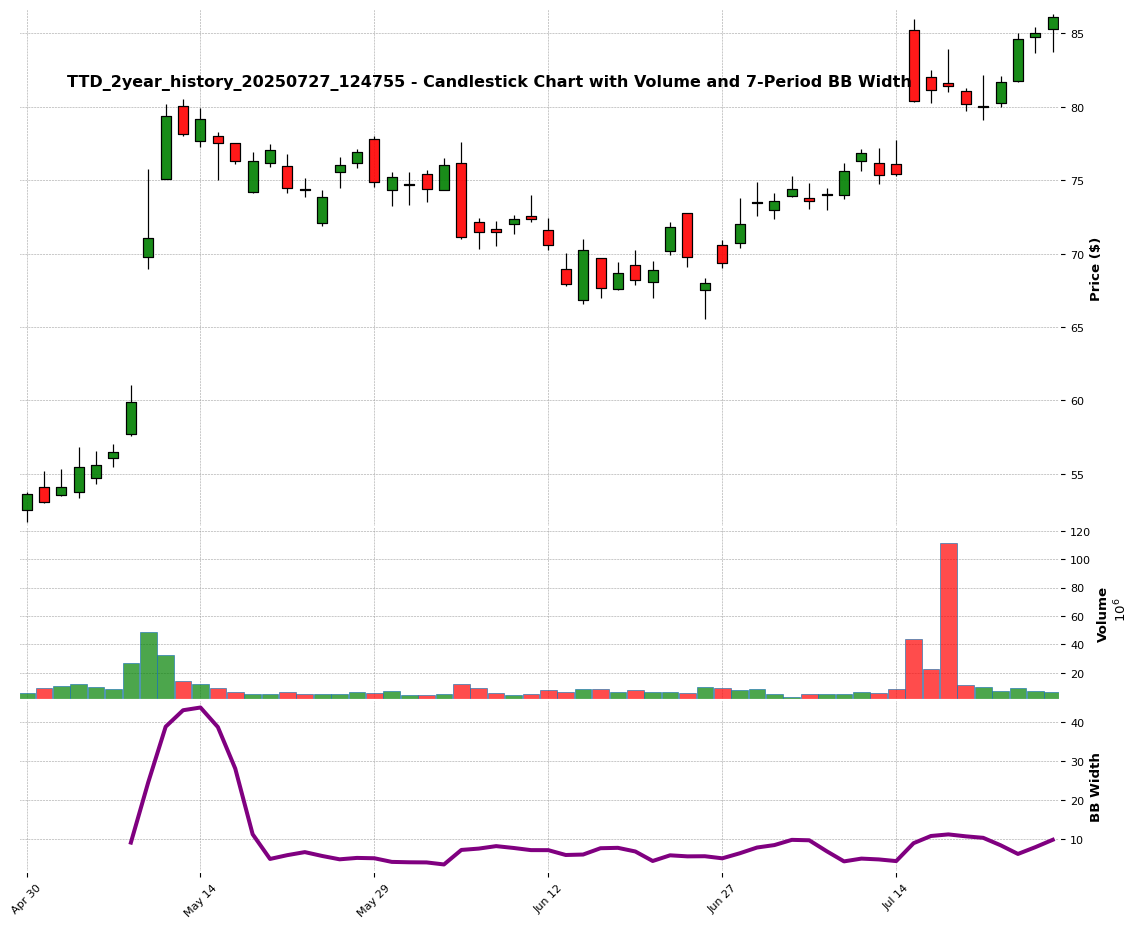 TTD_2year_history_20250727_124755 - Candlestick Chart with Volume and 7-Period BB Width
85
80
75
70
65
60
55
Price ($)
120
100
80
60
40
20
Volume
10^6
40
30
20
10
BB Width
Apr 30
May 14
May 29
Jun 12
Jun 27
Jul 14